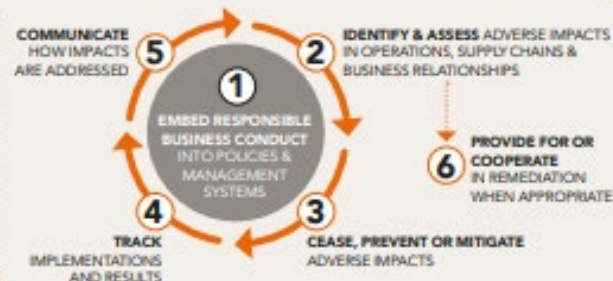 1
EMBED RESPONSIBLE
BUSINESS CONDUCT
INTO POLICIES &
MANAGEMENT
SYSTEMS
2
IDENTIFY & ASSESS ADVERSE IMPACTS
IN OPERATIONS, SUPPLY CHAINS &
BUSINESS RELATIONSHIPS
3
CEASE, PREVENT OR MITIGATE
ADVERSE IMPACTS
4
TRACK
IMPLEMENTATIONS
AND RESULTS
5
COMMUNICATE
HOW IMPACTS
ARE ADDRESSED
6
PROVIDE FOR OR
COOPERATE
IN REMEDIATION
WHEN APPROPRIATE